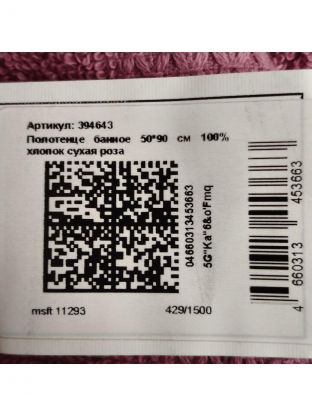 Артикул: 394643
Полотенце банное 50*90 см 100%
хлопок сухая роза
04660313453663
5G"Ka"6&o'Fmq
4 660313 453663
msft 11293
429/1500